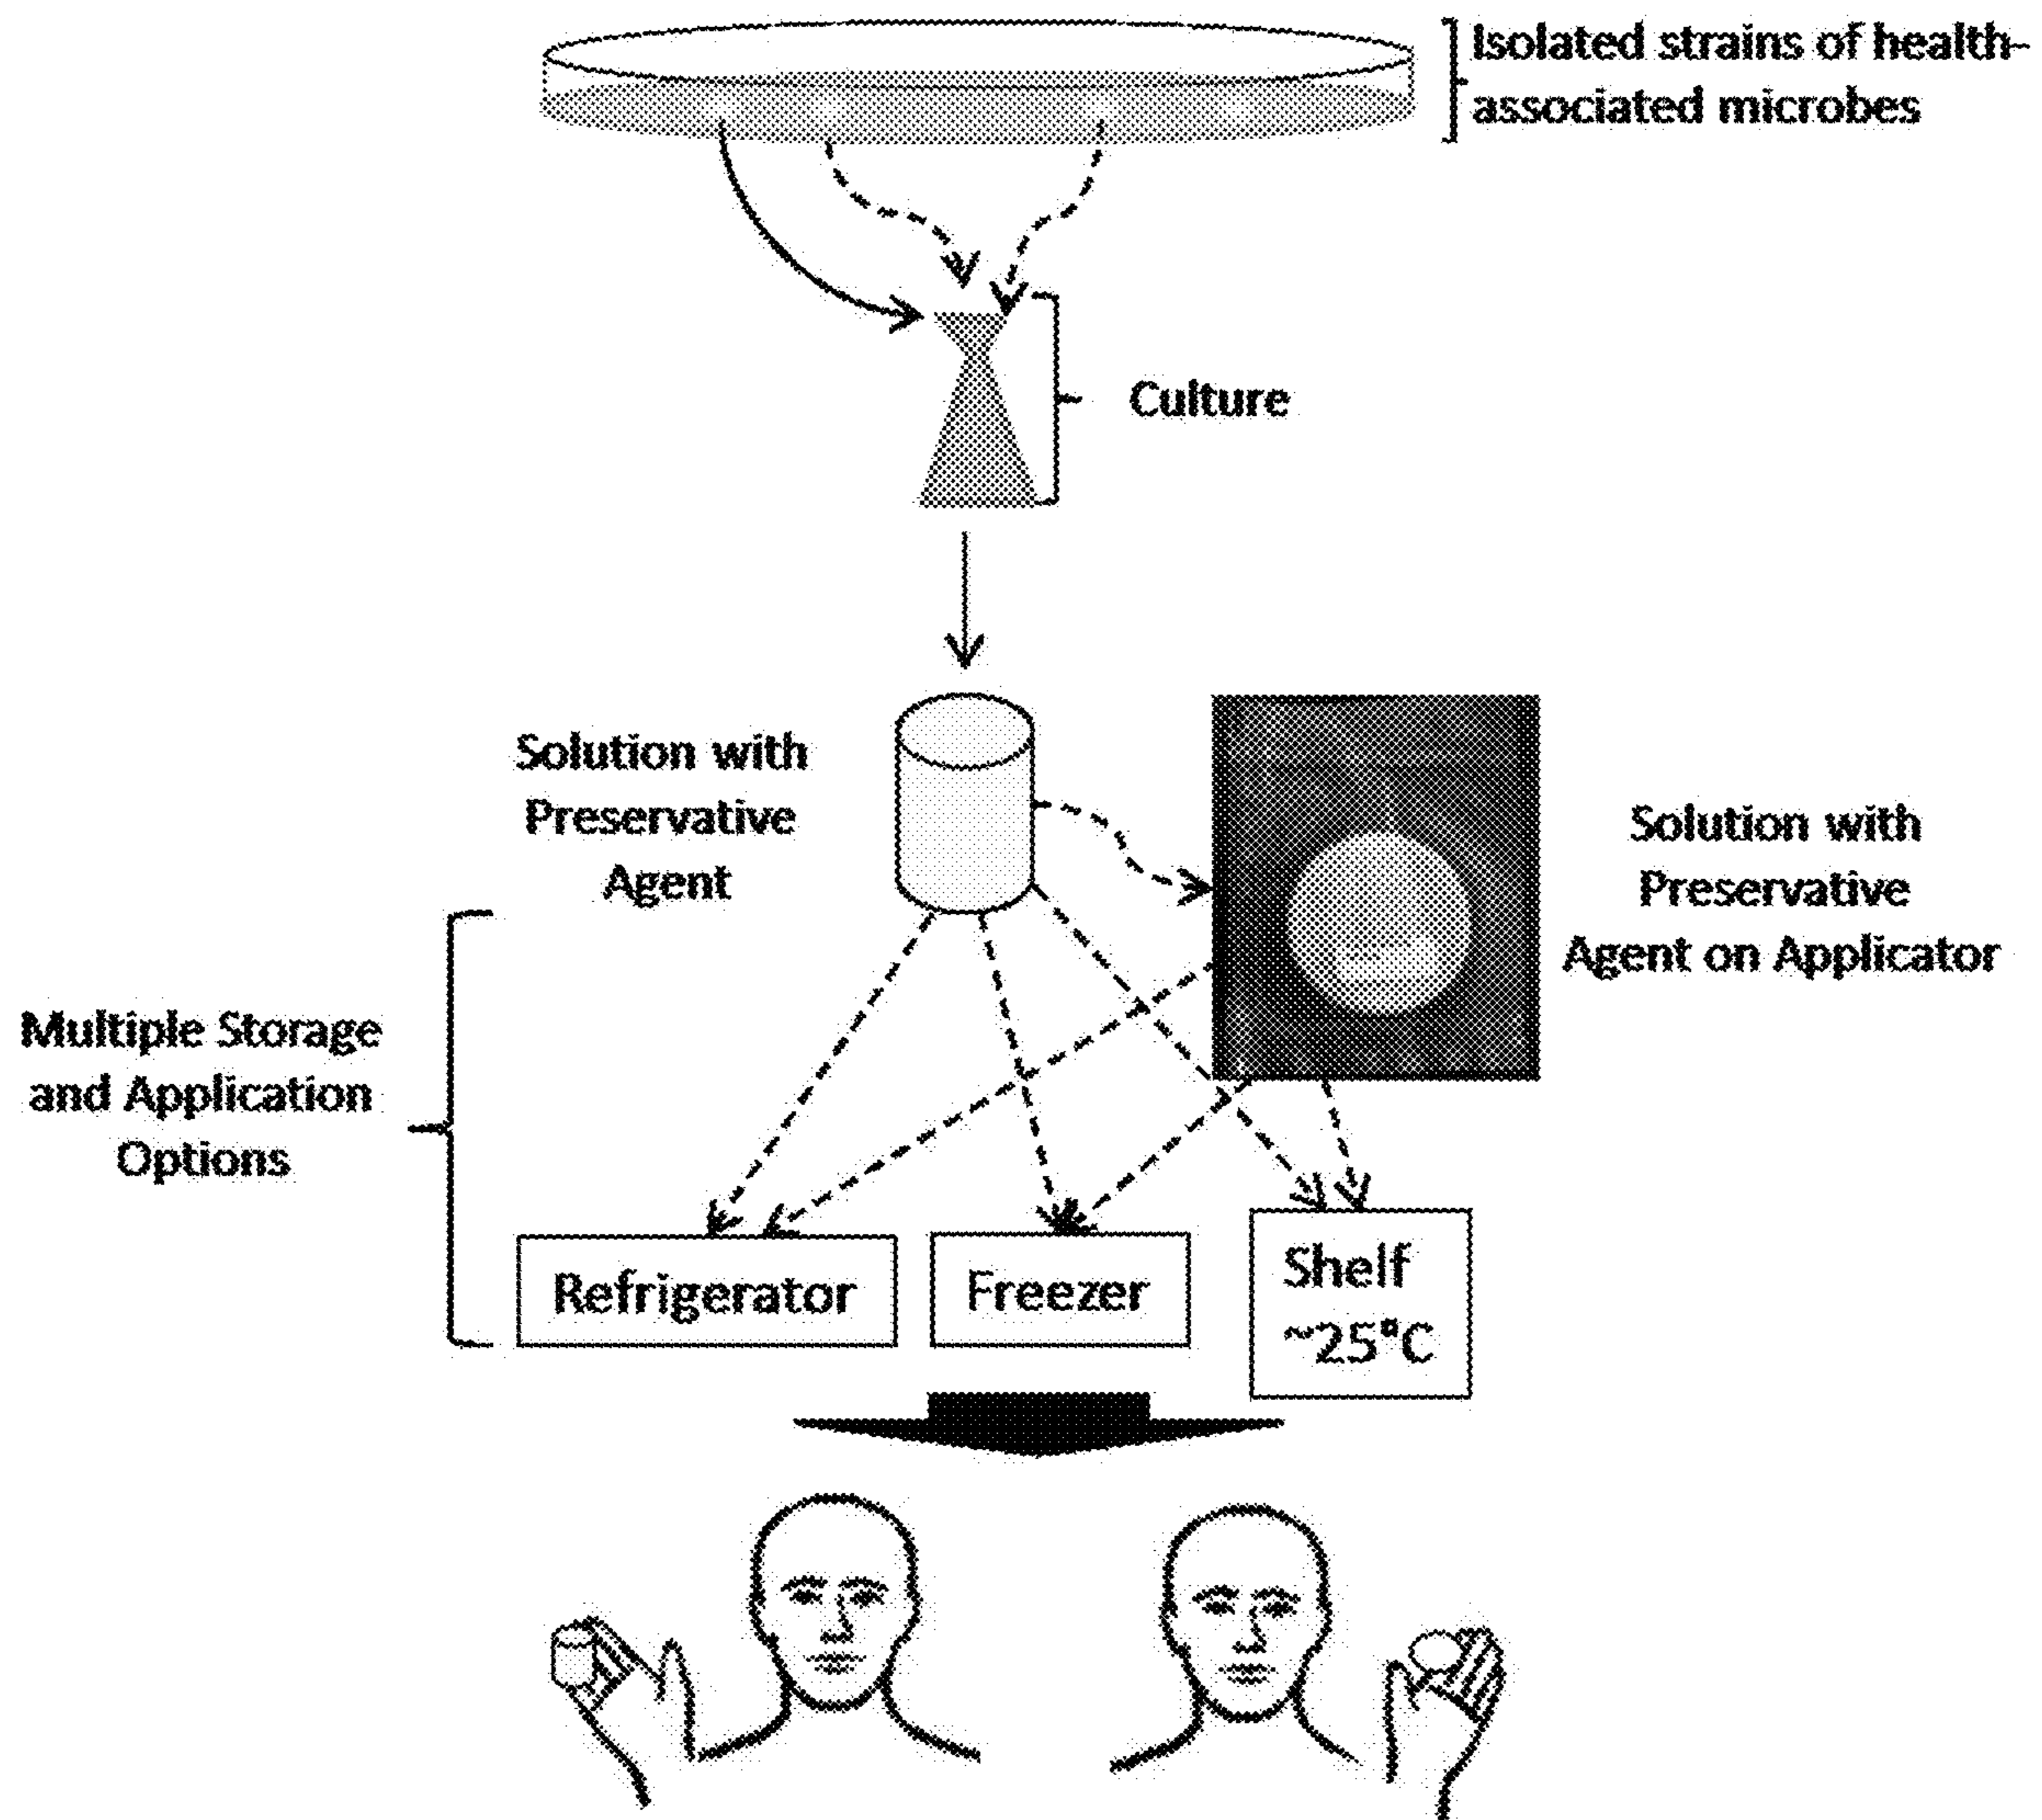 Isolated strains of health-
associated microbes
Culture
Solution with
Preservative
Agent
Solution with
Preservative
Agent on Applicator
Multiple Storage
and Application
Options
Refrigerator
Freezer
Shelf
~25°C